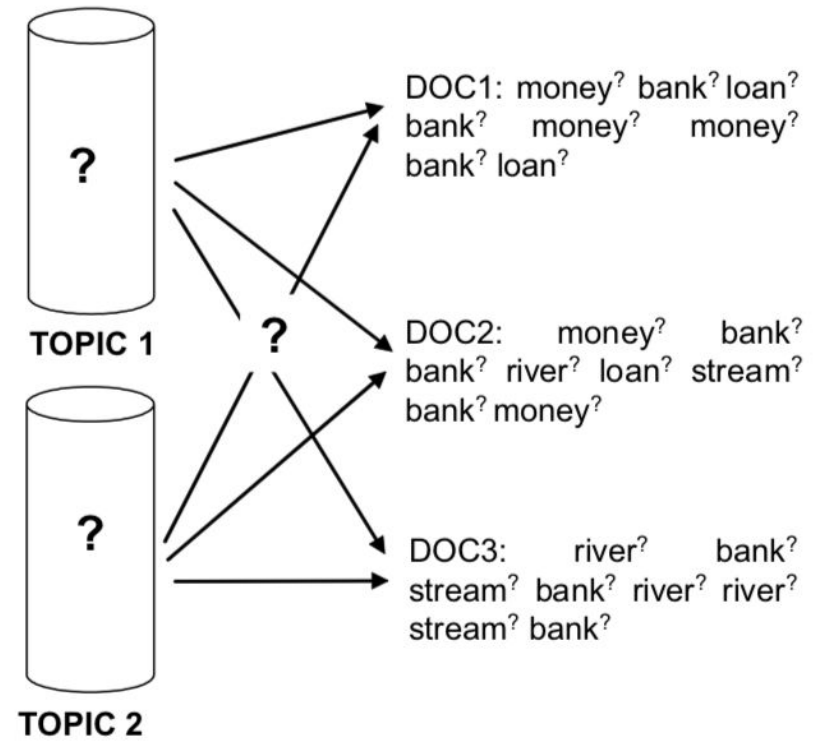 ?
TOPIC 1
?
TOPIC 2
?
DOC1: money? bank? loan?
bank? money? money?
bank? loan?
DOC2: money? bank?
bank? river? loan? stream?
bank? money?
DOC3: river? bank?
stream? bank? river? river?
stream? bank?